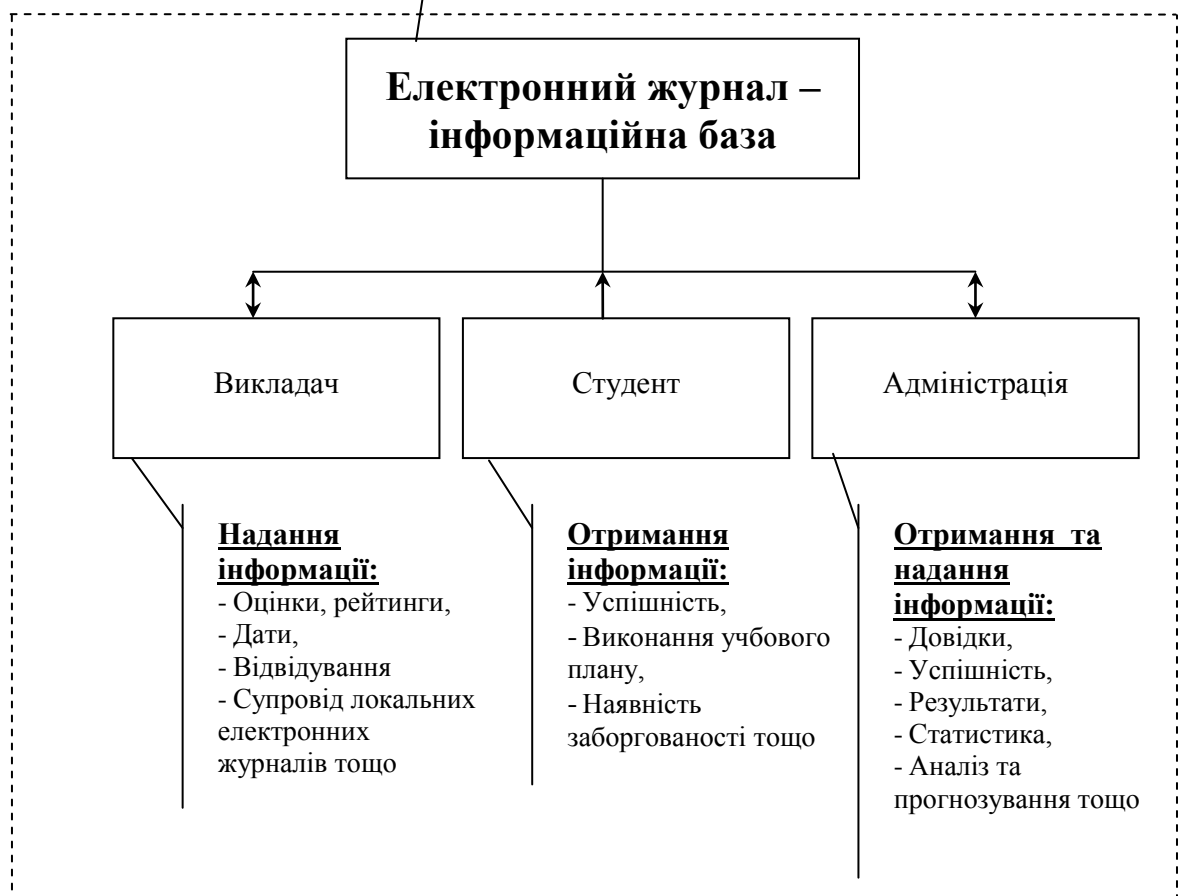 Електронний журнал –
інформаційна база
Викладач
Студент
Адміністрація
Надання
інформації:
- Оцінки, рейтинги,
- Дати,
- Відвідування
- Супровід локальних
електронних
журналів тощо
Отримання
інформації:
- Успішність,
- Виконання учбового
плану,
- Наявність
заборгованості тощо
Отримання та
надання
інформації:
- Довідки,
- Успішність,
- Результати,
- Статистика,
- Аналіз та
прогнозування тощо